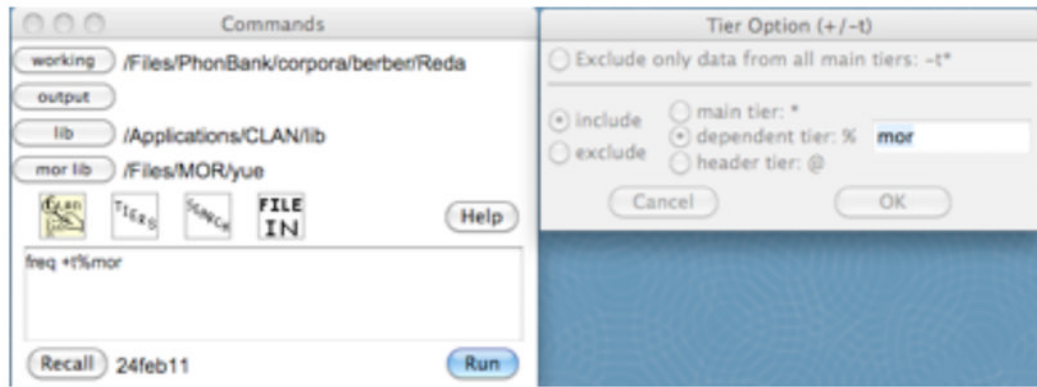 Commands
working /Files/PhonBank/corpora/berber/Reda
output
lib /Applications/CLAN/lib
mor lib /Files/MOR/yue
TIERS
SEARCH
FILE
IN
Help
freq +t%mor
Recall 24feb11
Run
Tier Option (+/-t)
Exclude only data from all main tiers: -t*
include
exclude
main tier: *
dependent tier: % mor
header tier: @
Cancel
OK